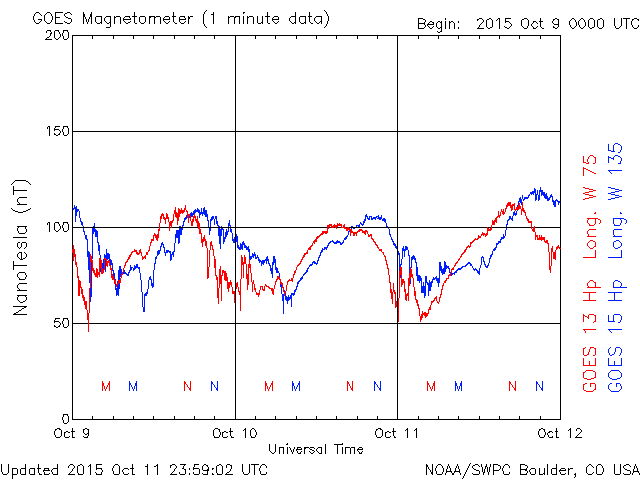 GOES Magnetometer (1 minute data)
Begin: 2015 Oct 9 0000 UTC
200
150
100
50
0
NanoTesla (nT)
M M N N M M N N M M N N
Oct 9 Oct 10 Oct 11 Oct 12
Universal Time
GOES 13 Hp Long. W 75
GOES 15 Hp Long. W 135
Updated 2015 Oct 11 23:59:02 UTC
NOAA/SWPC Boulder, CO USA